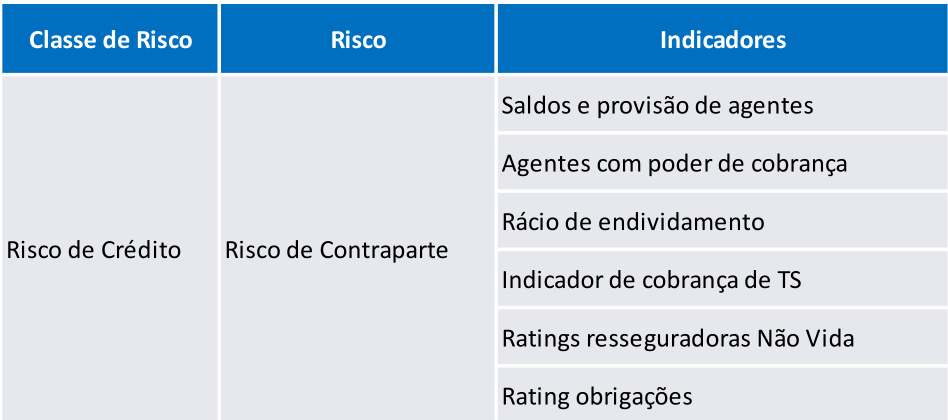 Classe de Risco
Risco
Indicadores
Saldos e provisão de agentes
Agentes com poder de cobrança
Rácio de endividamento
Risco de Crédito
Risco de Contraparte
Indicador de cobrança de TS
Ratings resseguradoras Não Vida
Rating obrigações